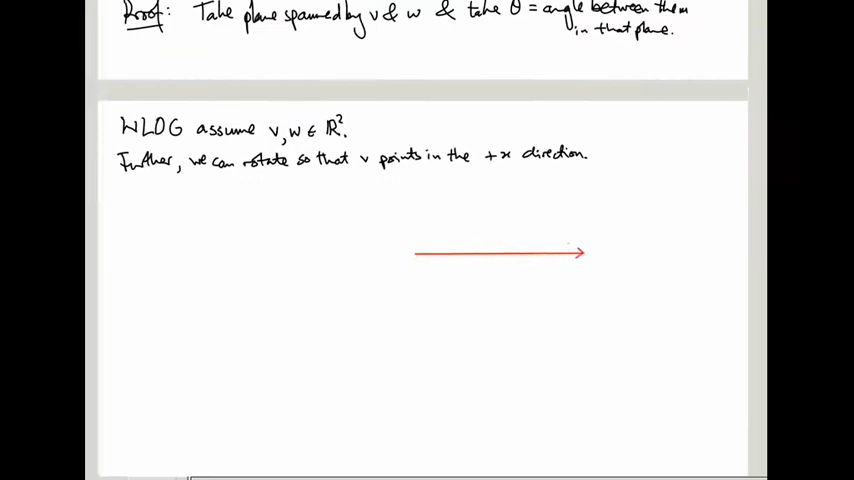 Proof: Take plane spanned by v & w & take θ = angle between them
in that plane.
WLOG assume v, w ∈ ℝ².
Further, we can rotate so that v points in the +x direction.